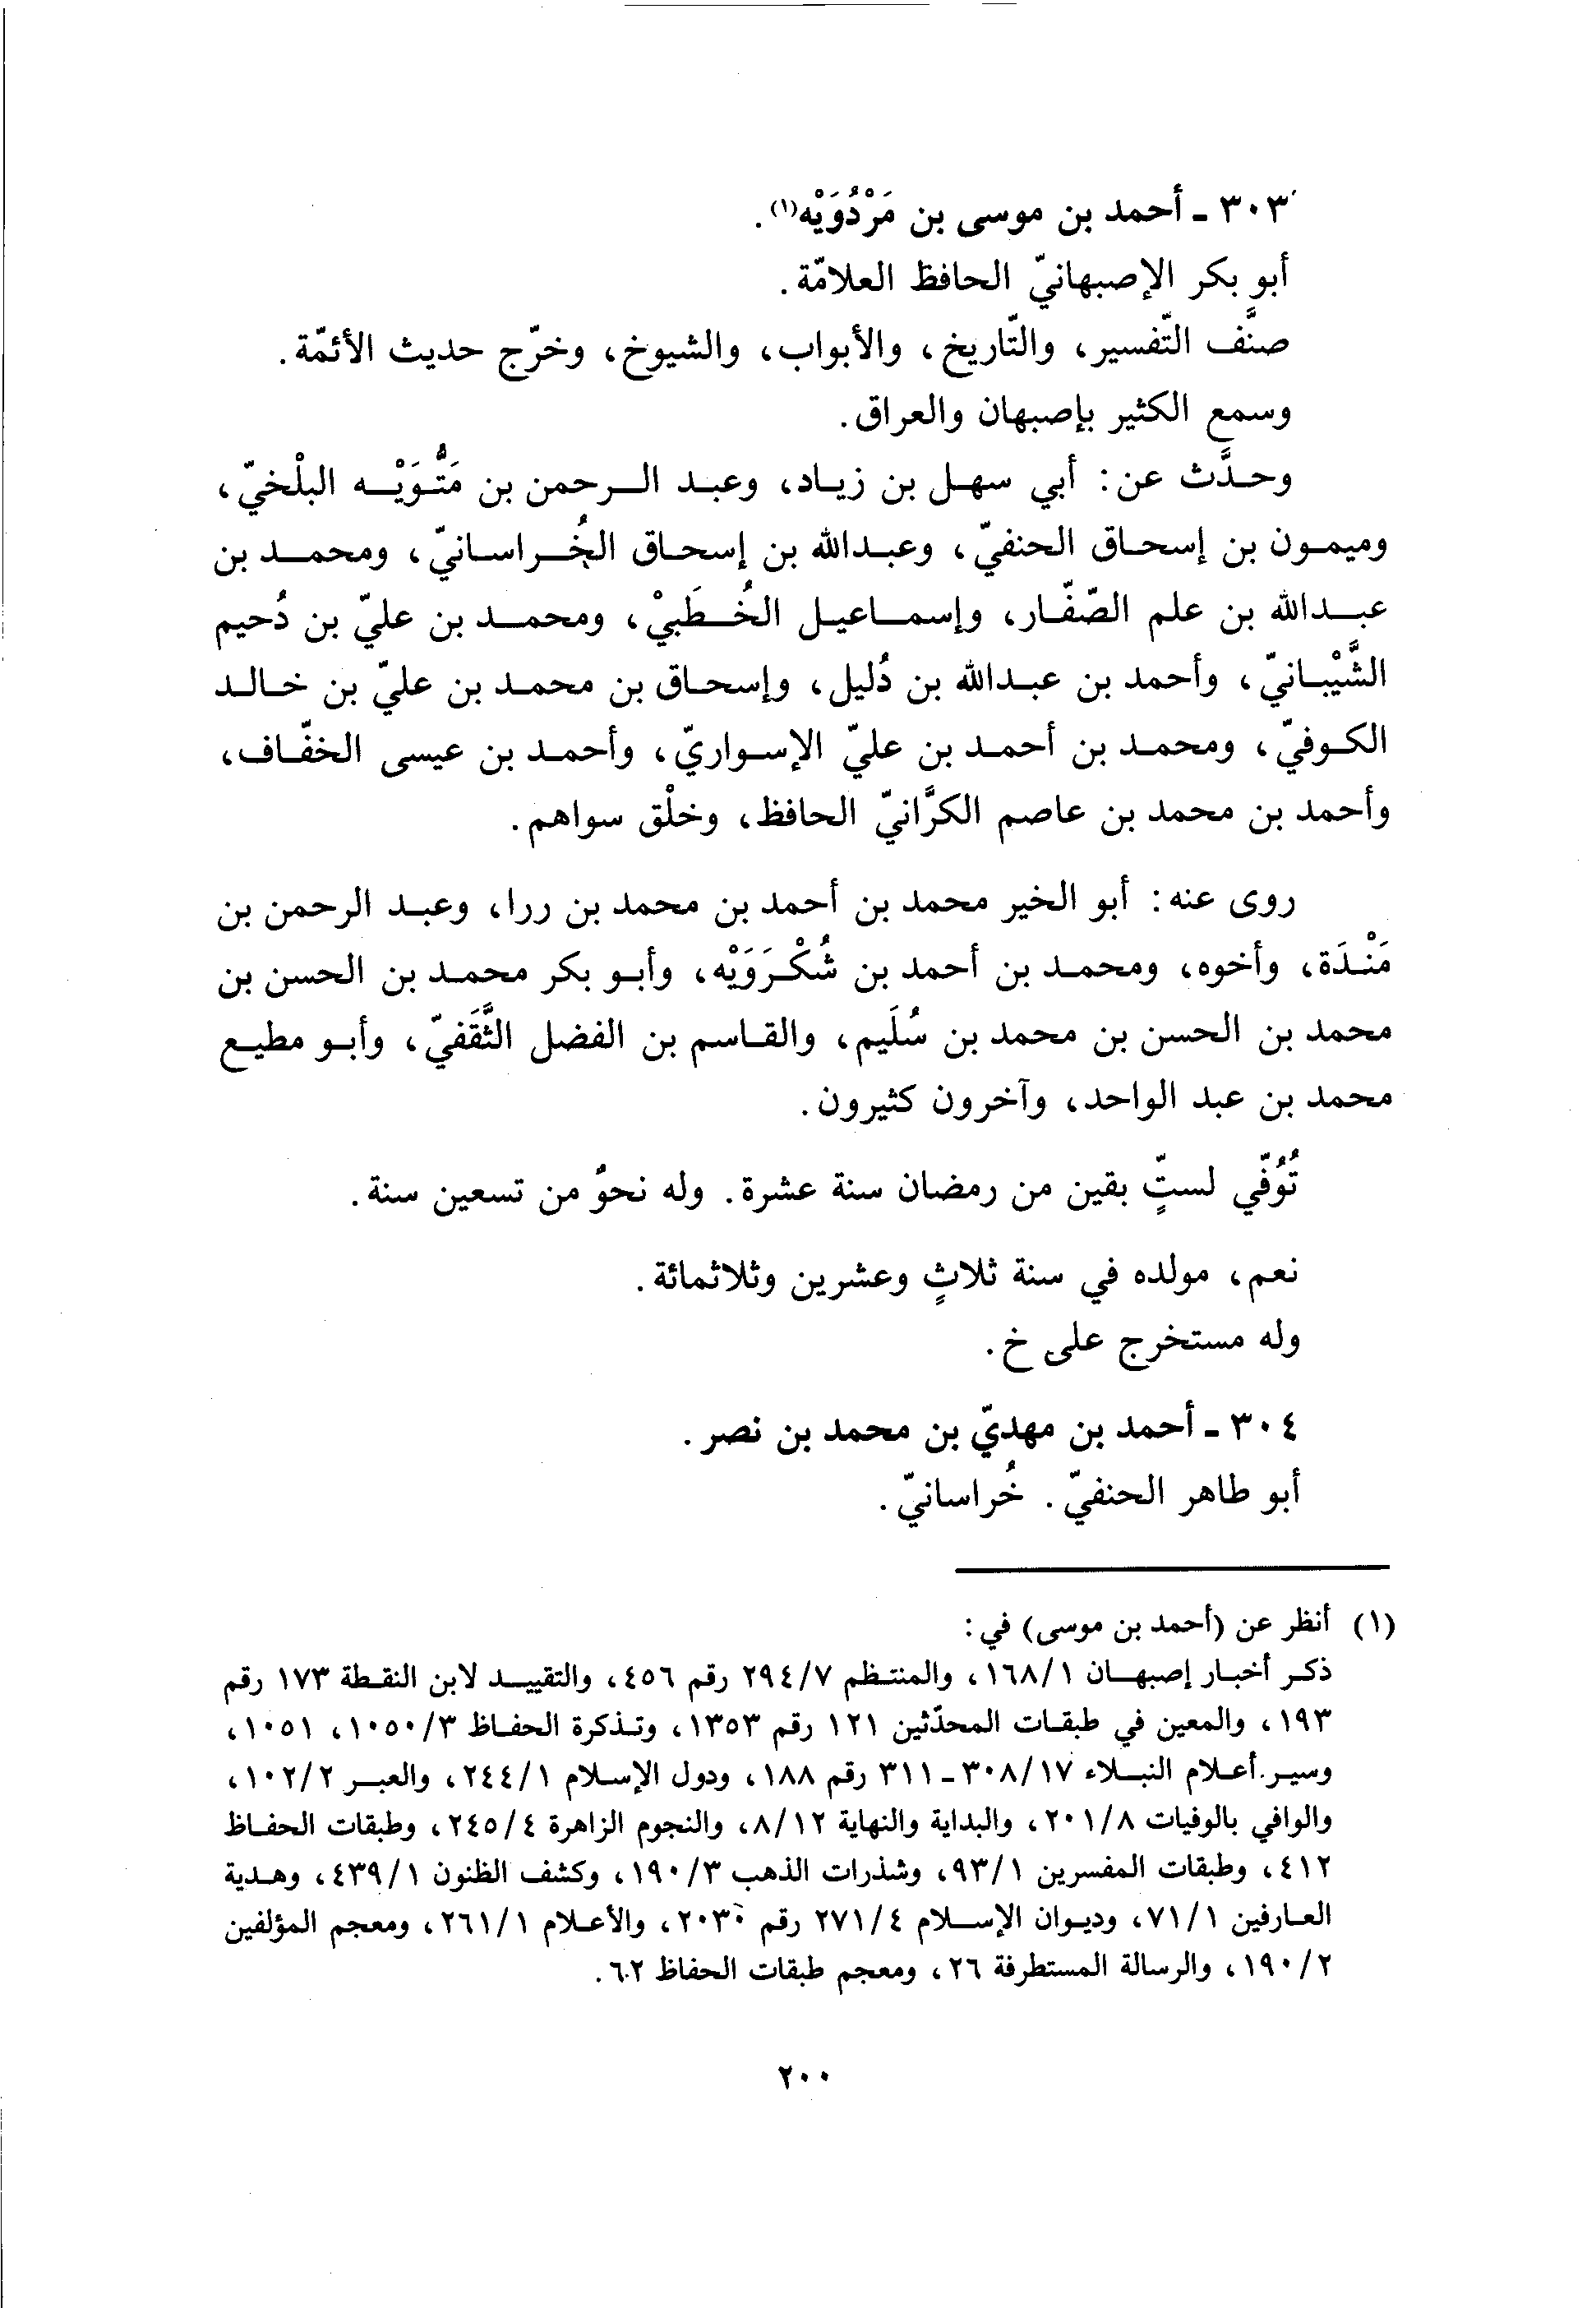 ٣٠٣ ـ أحمد بن موسى بن مَرْدُوَيْه(١).
أبو بكر الإصبهانيّ الحافظ العلامّة.
صنَّف التّفسير، والتّاريخ، والأبواب، والشيوخ، وخرّج حديث الأئمّة.
وسمع الكثير بإصبهان والعراق.
وحدَّث عن: أبي سهل بن زياد، وعبد الرحمن بن مَتُّوَيْه البلْخيّ،
وميمون بن إسحاق الحنفيّ، وعبدالله بن إسحاق الخُراسانيّ، ومحمد بن
عبدالله بن علم الصّفّار، وإسماعيل الخُطَبيْ، ومحمد بن عليّ بن دُحيم
الشَّيْبانيّ، وأحمد بن عبدالله بن دُليل، وإسحاق بن محمد بن عليّ بن خالد
الكوفيّ، ومحمد بن أحمد بن عليّ الإسواريّ، وأحمد بن عيسى الخفّاف،
وأحمد بن محمد بن عاصم الكرَّانيّ الحافظ، وخلْق سواهم.
روى عنه: أبو الخير محمد بن أحمد بن محمد بن ررا، وعبد الرحمن بن
مَنْدَة، وأخوه، ومحمد بن أحمد بن شُكْرَوَيْه، وأبو بكر محمد بن الحسن بن
محمد بن الحسن بن محمد بن سُلَيم، والقاسم بن الفضل الثَّقَفيّ، وأبو مطيع
محمد بن عبد الواحد، وآخرون كثيرون.
تُوُفّي لستٍّ بقين من رمضان سنة عشرة. وله نحوُ من تسعين سنة.
نعم، مولده في سنة ثلاثٍ وعشرين وثلاثمائة.
وله مستخرج على خ.
٣٠٤ ـ أحمد بن مهديّ بن محمد بن نصر.
أبو طاهر الحنفيّ. خُراسانيّ.
(١) أنظر عن (أحمد بن موسى) في:
ذكر أخبار إصبهان ١/١٦٨، والمنتظم ٧/٢٩٤ رقم ٤٥٦، والتقييد لابن النقطة ١٧٣ رقم
١٩٣، والمعين في طبقات المحدّثين ١٢١ رقم ١٣٥٣، وتذكرة الحفاظ ٣/١٠٥٠، ١٠٥١،
وسير أعلام النبلاء ١٧/٣٠٨ ـ ٣١١ رقم ١٨٨، ودول الإسلام ١/٢٤٤، والعبر ٢/١٠٢،
والوافي بالوفيات ٨/٢٠١، والبداية والنهاية ١٢/٨، والنجوم الزاهرة ٤/٢٤٥، وطبقات الحفاظ
٤١٢، وطبقات المفسرين ١/٩٣، وشذرات الذهب ٣/١٩٠، وكشف الظنون ١/٤٣٩، وهدية
العارفين ١/٧١، وديوان الإسلام ٤/٢٧١ رقم ٢٠٣٠، والأعلام ١/٢٦١، ومعجم المؤلفين
٢/١٩٠، والرسالة المستطرفة ٢٦، ومعجم طبقات الحفاظ ٦٠٢.
٢٠٠